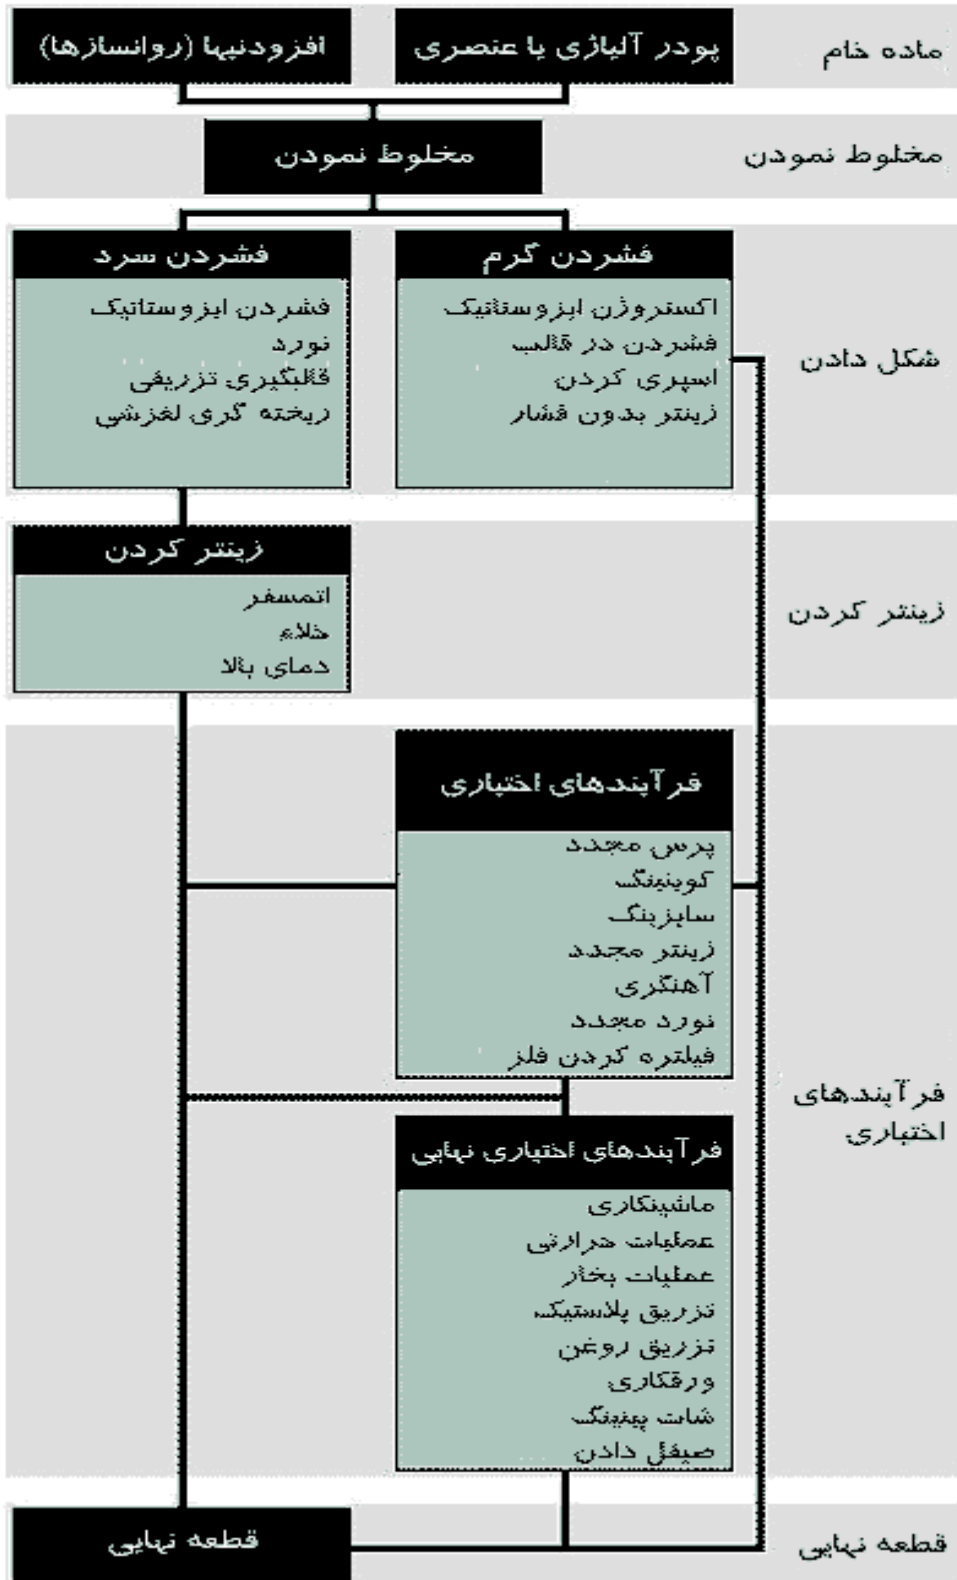 ماده خام
پودر آلیاژی یا عنصری
افزودنیها (روانسازها)
مخلوط نمودن
مخلوط نمودن
شکل دادن
فشردن گرم
اکستروژن ایزوستاتیک
فشردن در قالب
اسپری کردن
زینتر بدون فشار
فشردن سرد
فشردن ایزوستاتیک
نورد
قالبگیری تزریقی
ریخته گری لغزشی
زینتر کردن
زینتر کردن
اتمسفر
خلاء
دمای بالا
فرآیندهای
اختیاری
فرآیندهای اختیاری
پرس مجدد
کوینینگ
سایزینگ
زینتر مجدد
آهنگری
نورد مجدد
فیلتره کردن فلز
فرآیندهای اختیاری نهایی
ماشینکاری
عملیات حرارتی
عملیات بخار
تزریق پلاستیک
تزریق روغن
ورقکاری
شات پینینگ
صیقل دادن
قطعه نهایی
قطعه نهایی